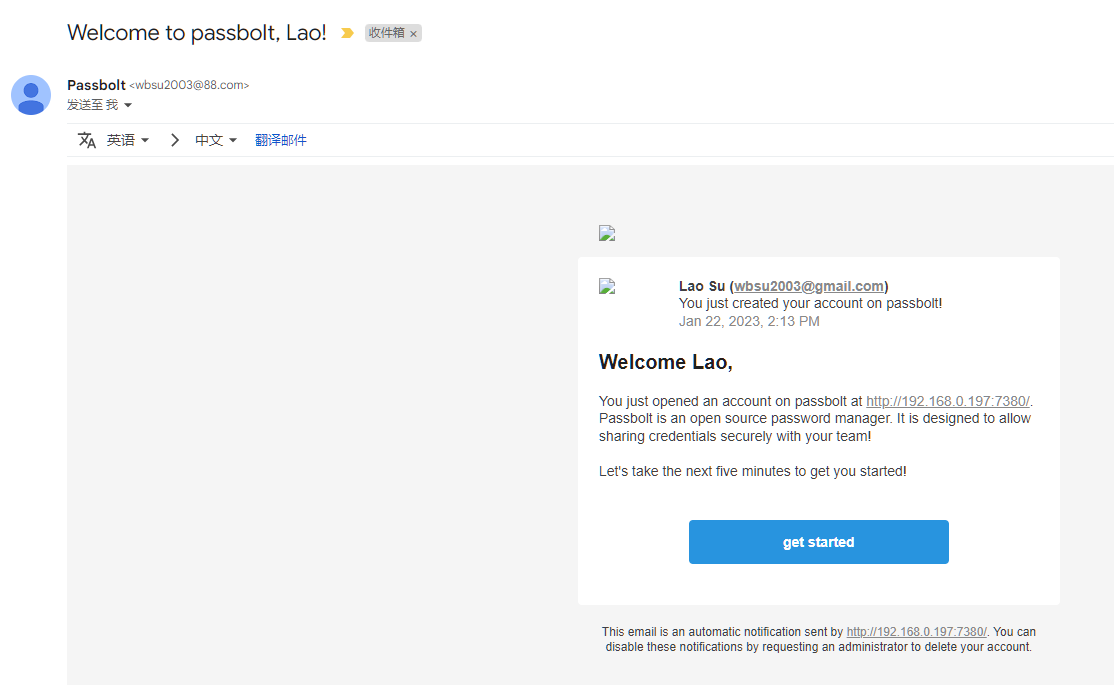 Welcome to passbolt, Lao! 收件箱 ×
Passbolt <wbsu2003@88.com>
发送至 我
英语 中文 翻译邮件
Lao Su (wbsu2003@gmail.com)
You just created your account on passbolt!
Jan 22, 2023, 2:13 PM
Welcome Lao,
You just opened an account on passbolt at http://192.168.0.197:7380/.
Passbolt is an open source password manager. It is designed to allow
sharing credentials securely with your team!
Let's take the next five minutes to get you started!
get started
This email is an automatic notification sent by http://192.168.0.197:7380/. You can
disable these notifications by requesting an administrator to delete your account.